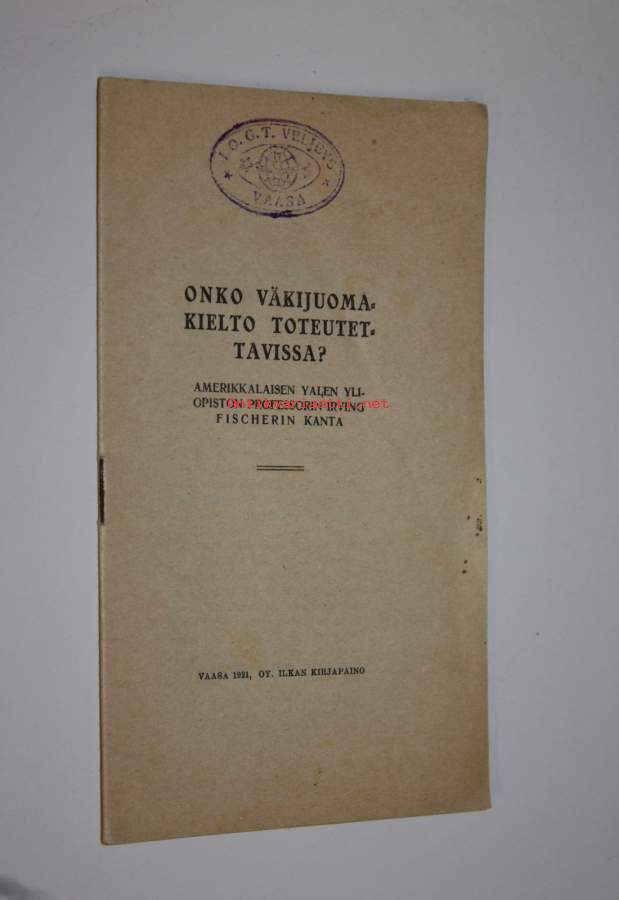 ★ I.O.G.T. VELJEYS ★
VAASA
ONKO VÄKIJUOMA-
KIELTO TOTEUTET-
TAVISSA?
AMERIKKALAISEN YALEN YLI-
OPISTON PROFESSORIN IRVING
FISCHERIN KANTA
VAASA 1921, OY. ILKAN KIRJAPAINO